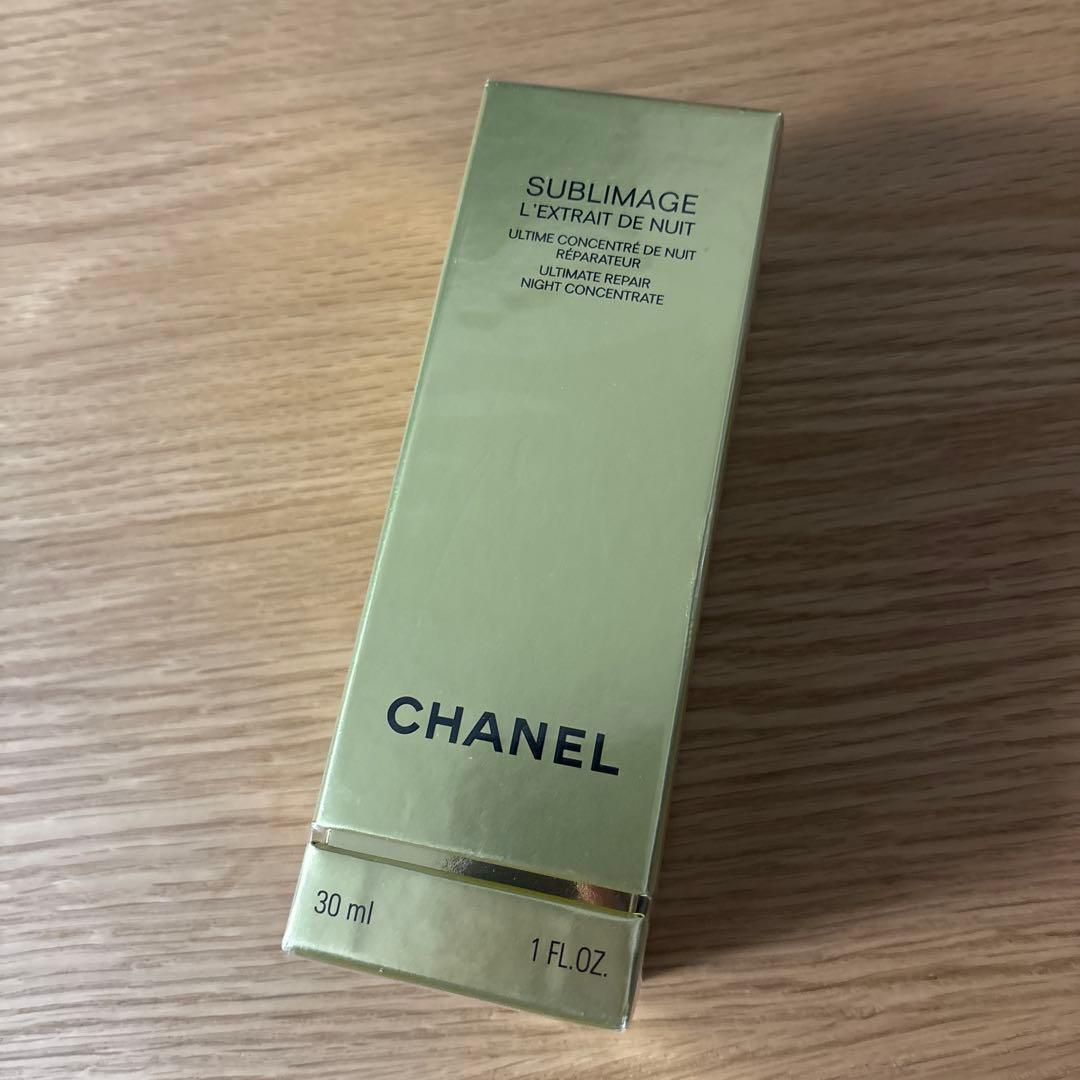 SUBLIMAGE
L'EXTRAIT DE NUIT
ULTIME CONCENTRÉ DE NUIT
RÉPARATEUR
ULTIMATE REPAIR
NIGHT CONCENTRATE
CHANEL
30 ml
1 FL.OZ.